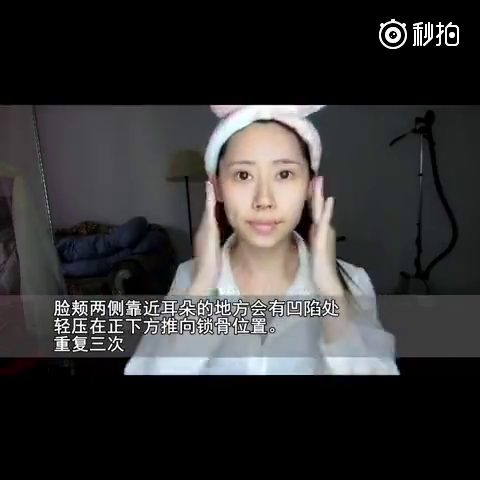 秒拍
脸颊两侧靠近耳朵的地方会有凹陷处
轻压在正下方推向锁骨位置。
重复三次